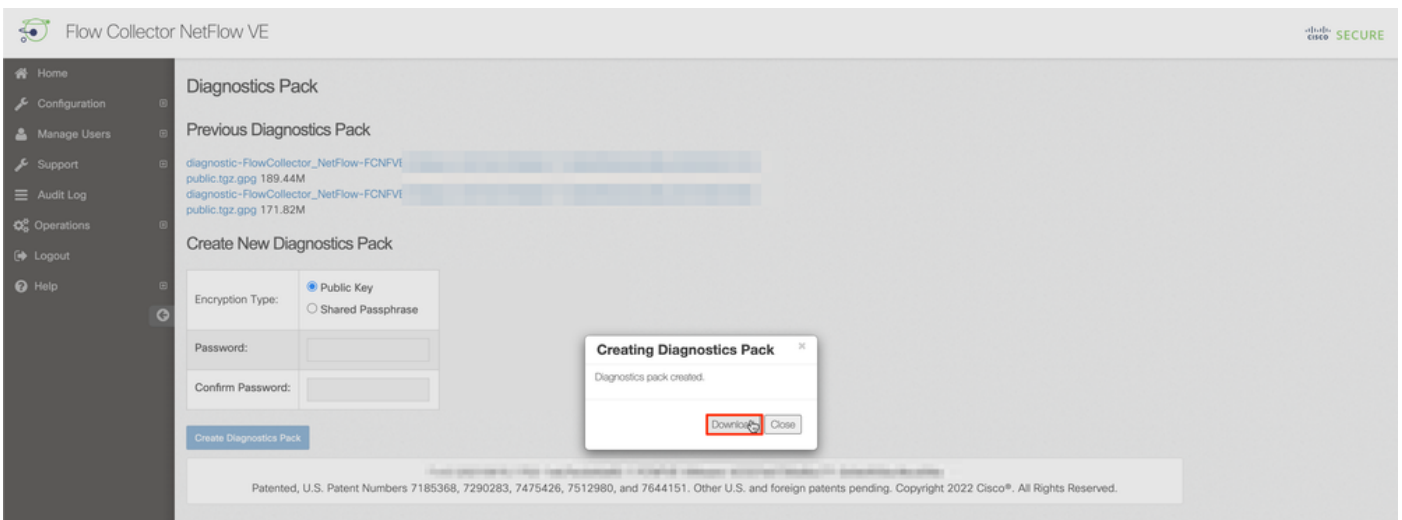 Flow Collector NetFlow VE
CISCO SECURE
Home
Configuration
Manage Users
Support
Audit Log
Operations
Logout
Help
Diagnostics Pack
Previous Diagnostics Pack
diagnostic-FlowCollector_NetFlow-FCNFVE
public.tgz.gpg 189.44M
diagnostic-FlowCollector_NetFlow-FCNFVE
public.tgz.gpg 171.82M
Create New Diagnostics Pack
Encryption Type:
Public Key
Shared Passphrase
Password:
Confirm Password:
Create Diagnostics Pack
Creating Diagnostics Pack ×
Diagnostics pack created.
Download Close
Patented, U.S. Patent Numbers 7185368, 7290283, 7475426, 7512980, and 7644151. Other U.S. and foreign patents pending. Copyright 2022 Cisco®. All Rights Reserved.